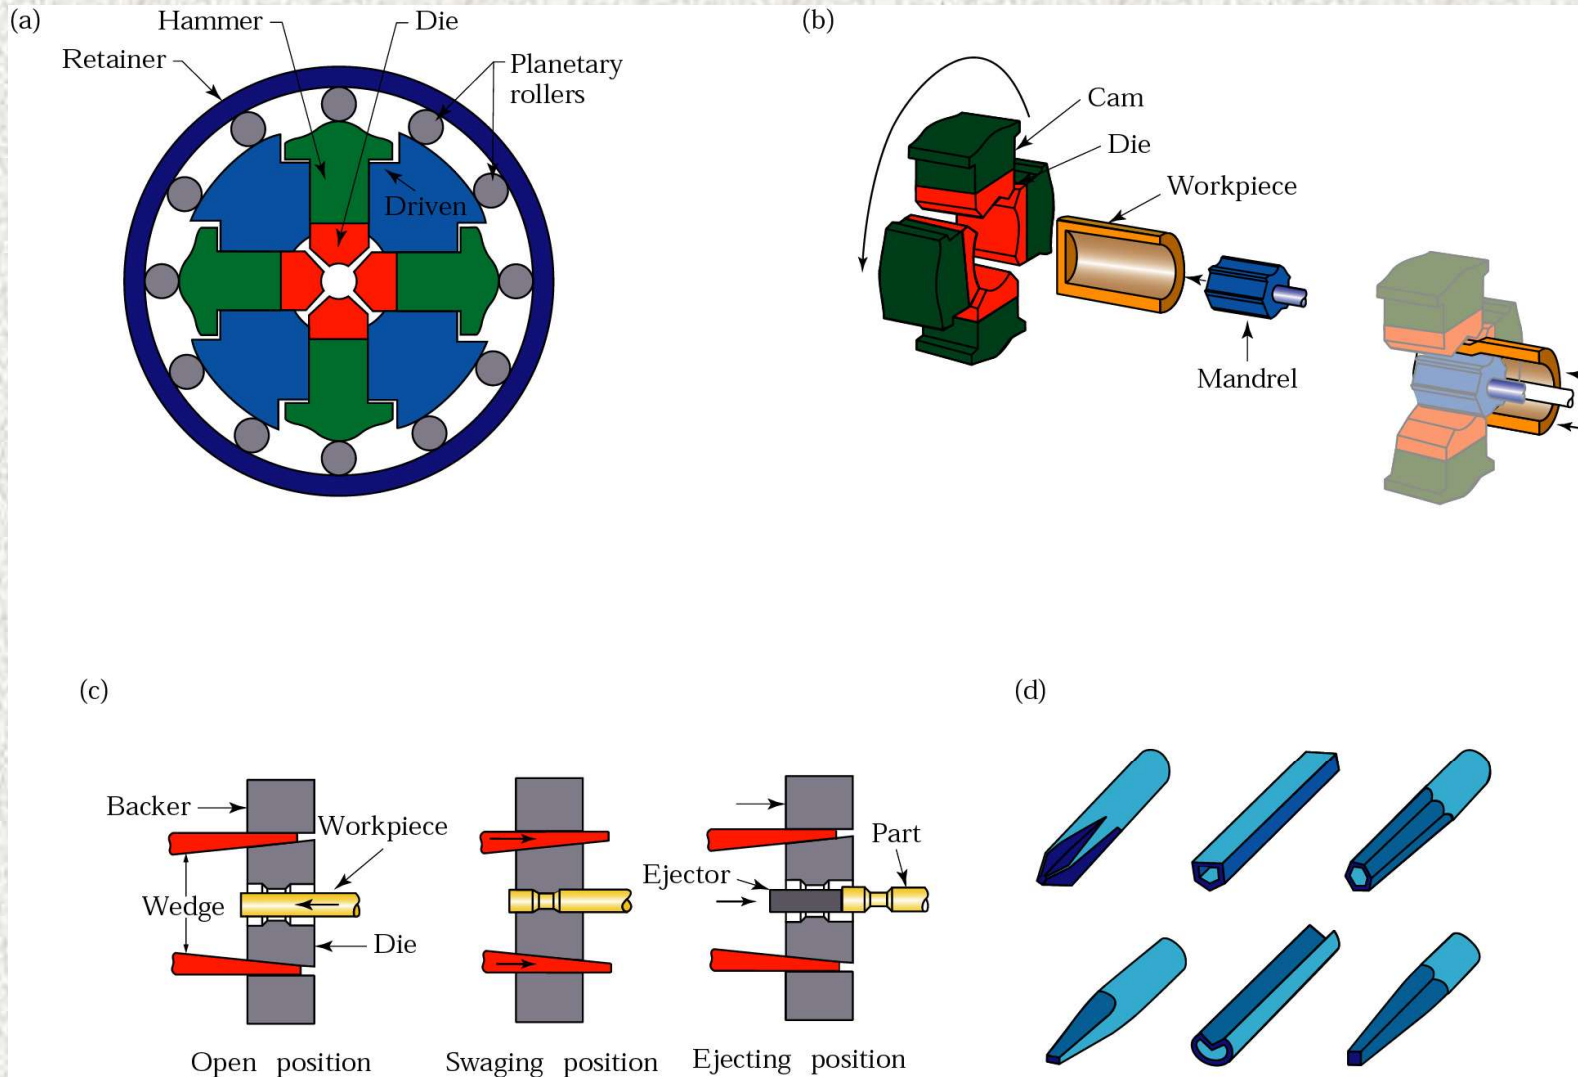 (a)
Hammer
Die
Retainer
Planetary
rollers
Driven
(b)
Cam
Die
Workpiece
Mandrel
(c)
Backer
Workpiece
Wedge
Die
Ejector
Part
Open position
Swaging position
Ejecting position
(d)